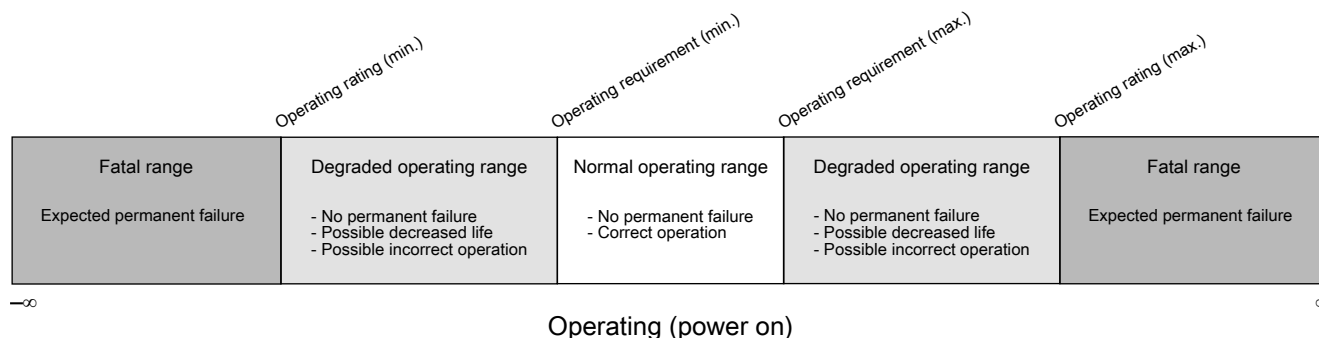 Operating rating (min.)
Operating requirement (min.)
Operating requirement (max.)
Operating rating (max.)
Fatal range
Expected permanent failure
Degraded operating range
- No permanent failure
- Possible decreased life
- Possible incorrect operation
Normal operating range
- No permanent failure
- Correct operation
Degraded operating range
- No permanent failure
- Possible decreased life
- Possible incorrect operation
Fatal range
Expected permanent failure
–∞
Operating (power on)